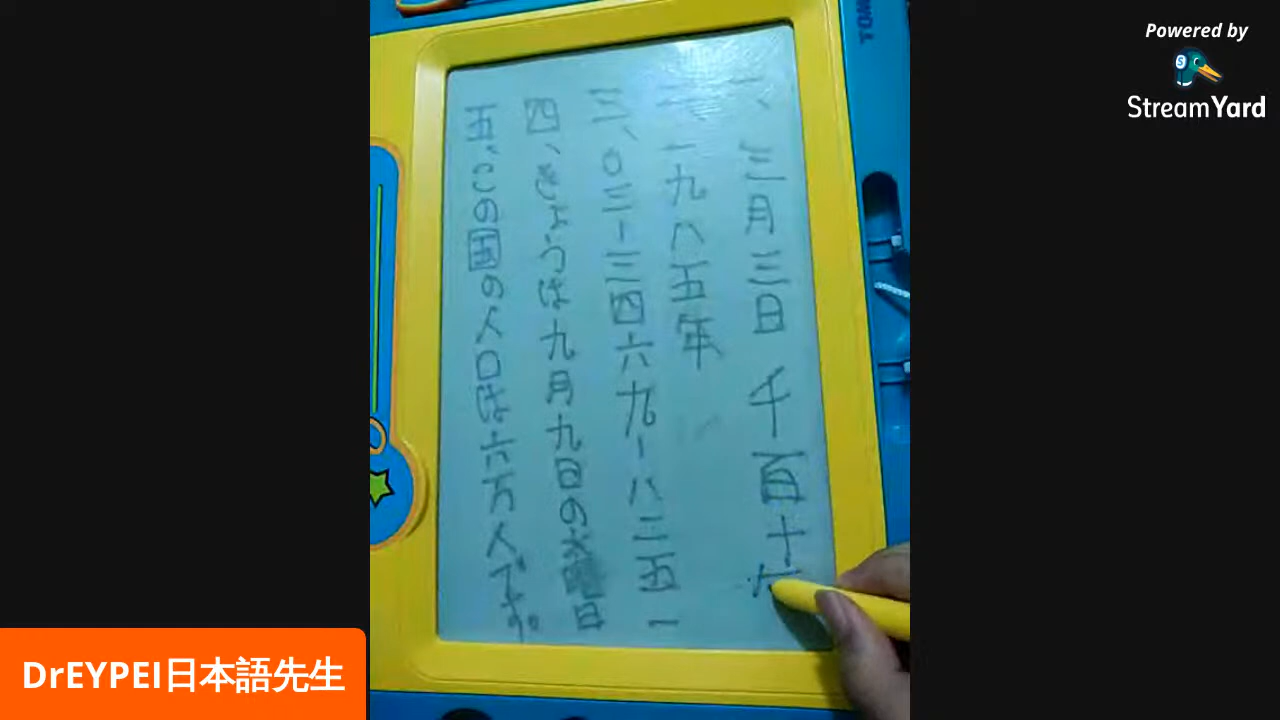 一、三月三日 千百十六
二、一九八五年
三、〇三ー三四六九ー八二五一
四、きょうは九月九日の火曜日
五、この国の人口は六万人です。
Powered by
StreamYard
DrEYPEI日本語先生